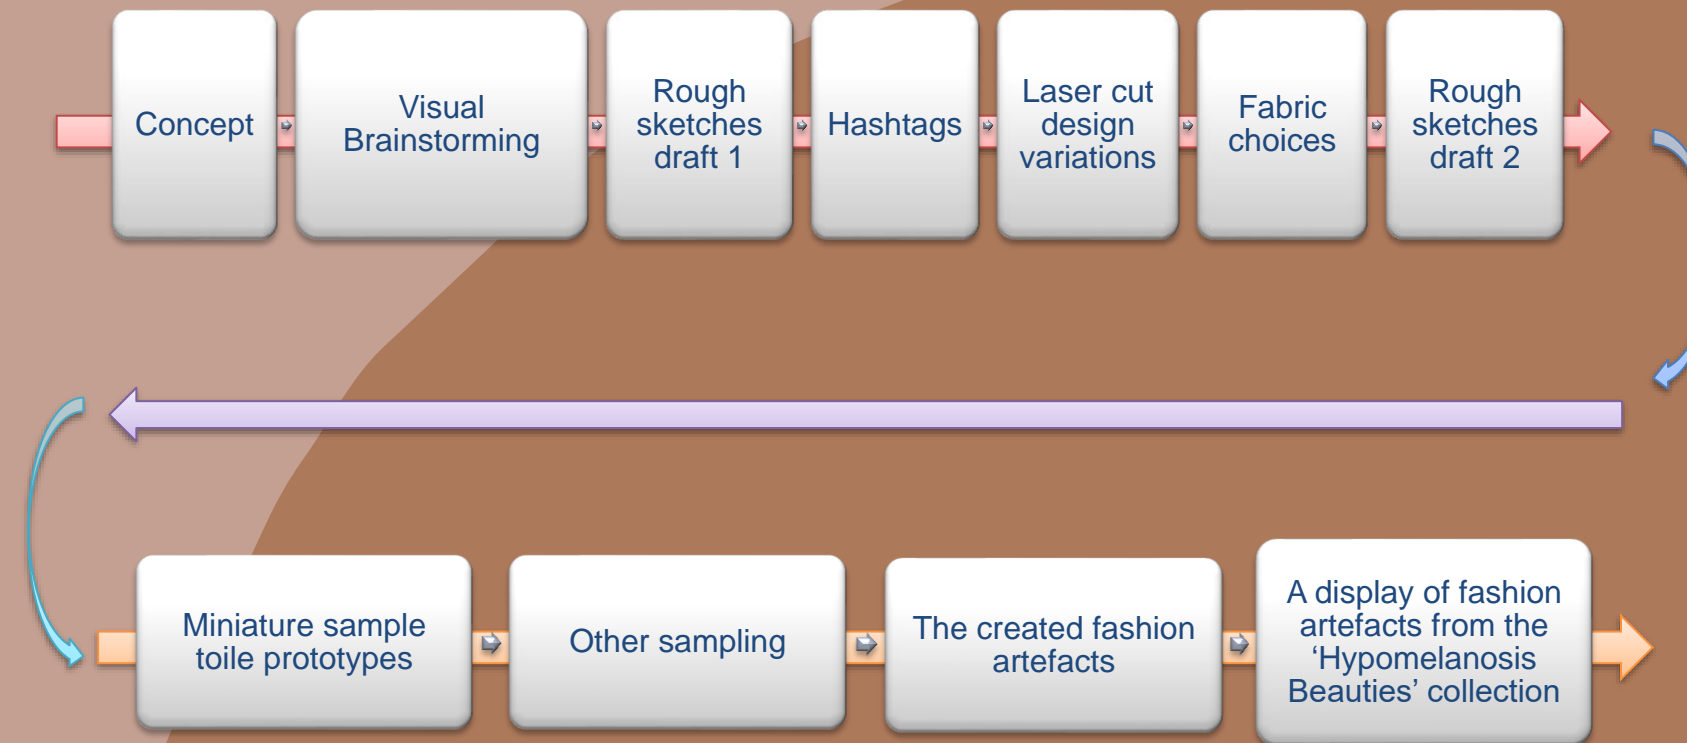 Concept
Visual
Brainstorming
Rough
sketches
draft 1
Hashtags
Laser cut
design
variations
Fabric
choices
Rough
sketches
draft 2
Miniature sample
toile prototypes
Other sampling
The created fashion
artefacts
A display of fashion
artefacts from the
‘Hypomelanosis
Beauties’ collection